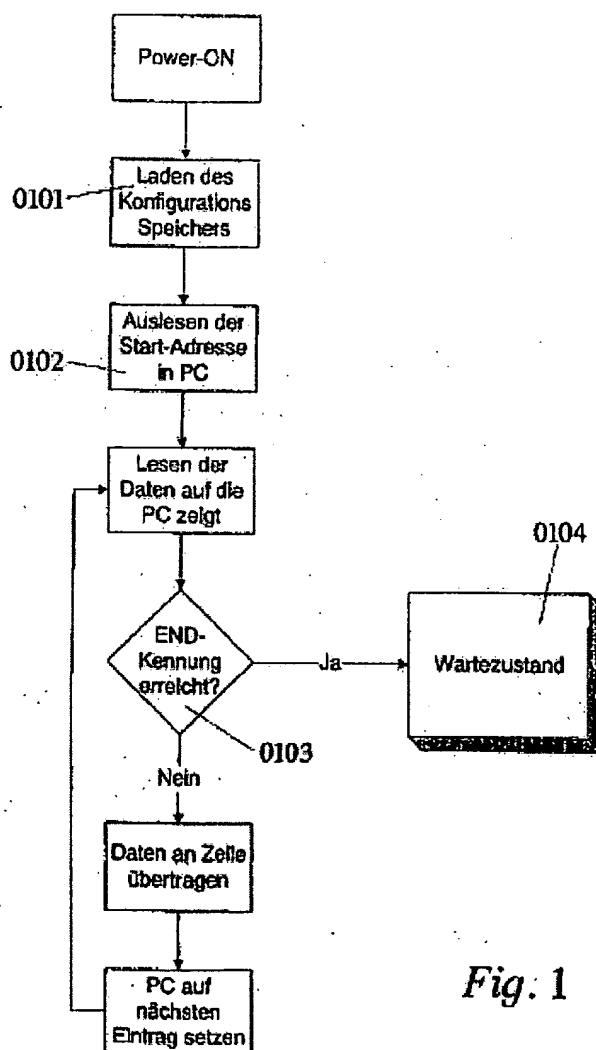 Power-ON
0101
Laden des
Konfigurations
Speichers
0102
Auslesen der
Start-Adresse
in PC
Lesen der
Daten auf die
PC zeigt
0104
END-
Kennung
erreicht?
Ja
Wartezustand
0103
Nein
Daten an Zelle
übertragen
PC auf
nächsten
Eintrag setzen
Fig. 1